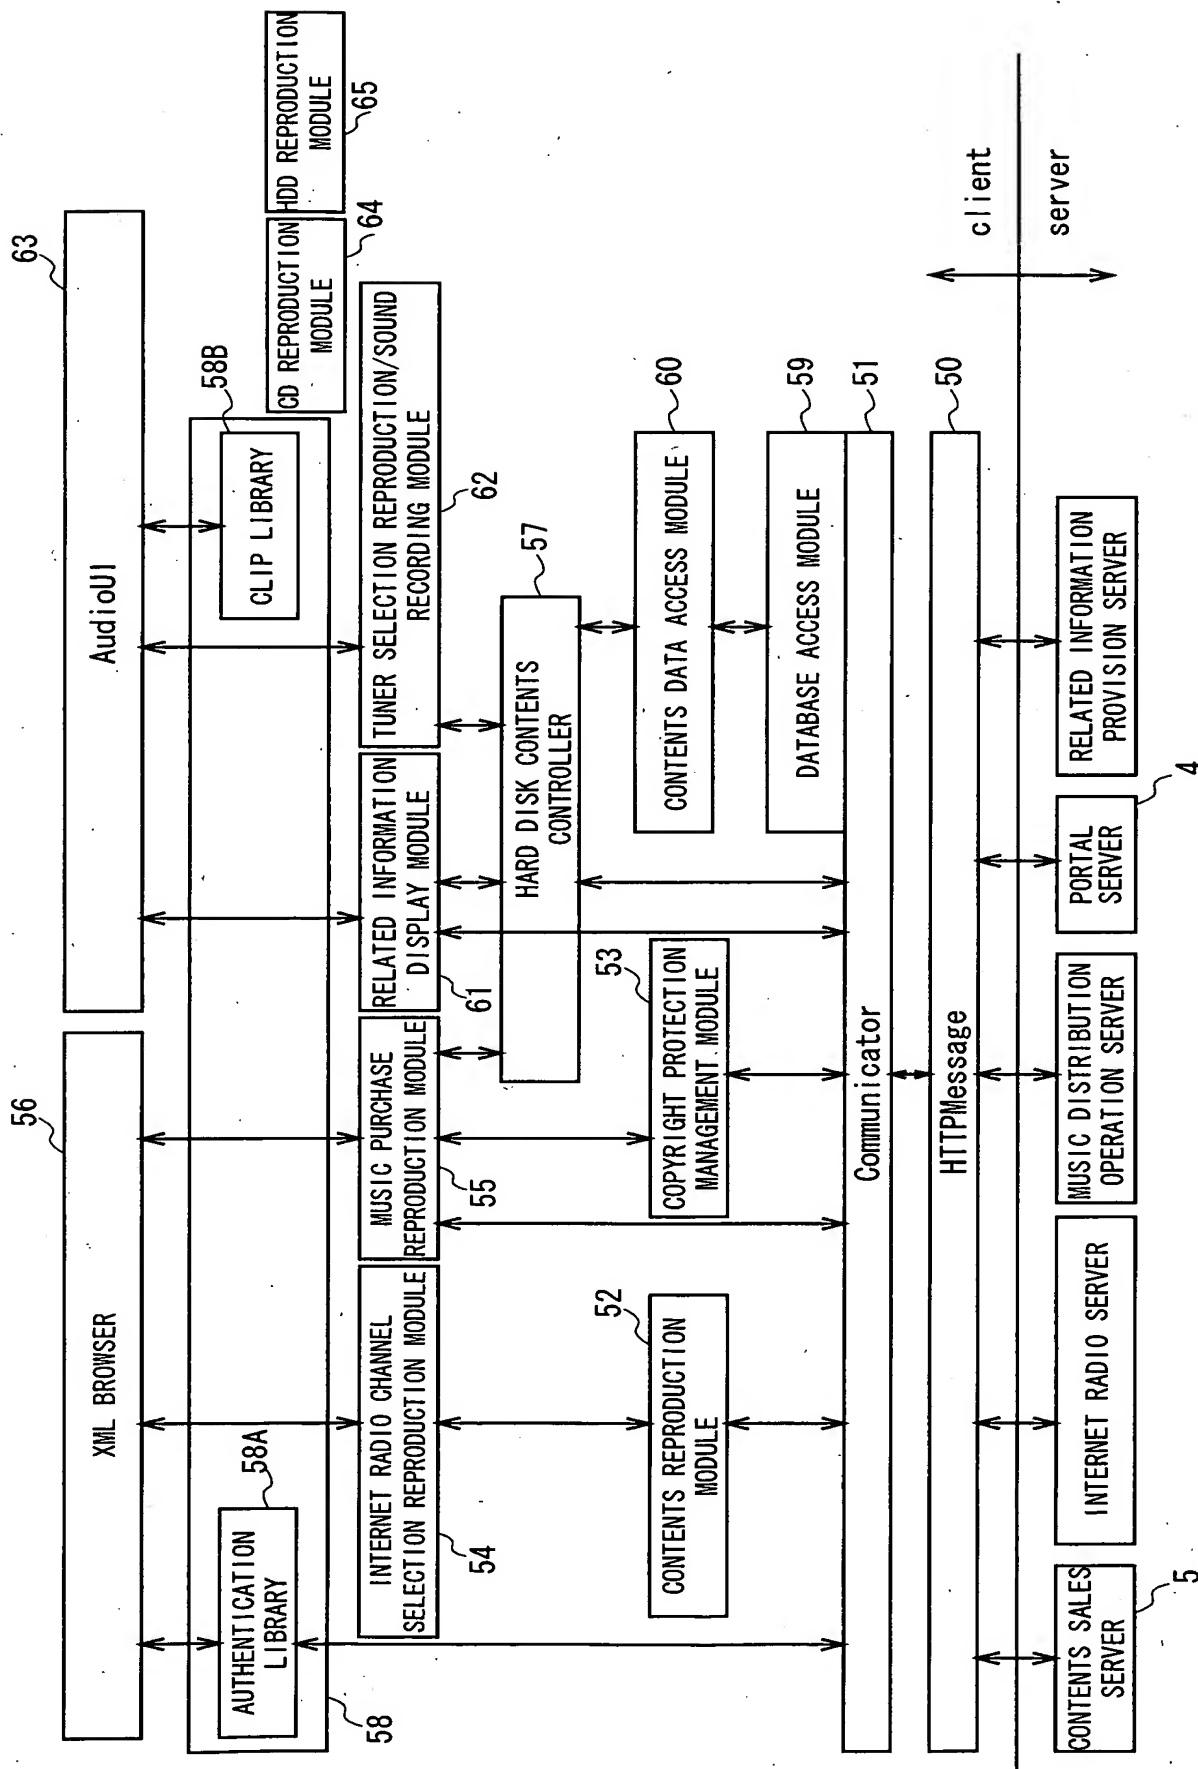 56
63
XML BROWSER
AudioUI
58A
58B
AUTHENTICATION
LIBRARY
CLIP LIBRARY
58
CD REPRODUCTION
MODULE
64
HDD REPRODUCTION
MODULE
65
INTERNET RADIO CHANNEL
SELECTION REPRODUCTION MODULE
54
MUSIC PURCHASE
REPRODUCTION MODULE
55
RELATED INFORMATION
DISPLAY MODULE
61
TUNER SELECTION REPRODUCTION/SOUND
RECORDING MODULE
62
HARD DISK CONTENTS
CONTROLLER
57
52
CONTENTS REPRODUCTION
MODULE
53
COPYRIGHT PROTECTION
MANAGEMENT MODULE
CONTENTS DATA ACCESS MODULE
60
DATABASE ACCESS MODULE
59
Communicator
51
HTTPMessage
50
client
server
CONTENTS SALES
SERVER
5
INTERNET RADIO SERVER
MUSIC DISTRIBUTION
OPERATION SERVER
PORTAL
SERVER
4
RELATED INFORMATION
PROVISION SERVER